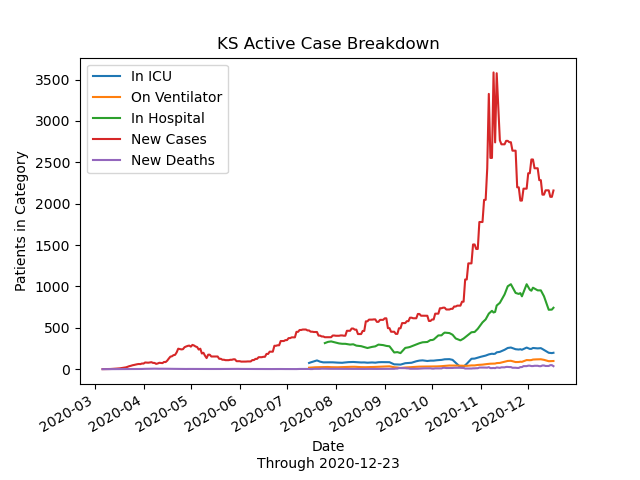 KS Active Case Breakdown
In ICU
On Ventilator
In Hospital
New Cases
New Deaths
Patients in Category
3500
3000
2500
2000
1500
1000
500
0
2020-03
2020-04
2020-05
2020-06
2020-07
2020-08
2020-09
2020-10
2020-11
2020-12
Date
Through 2020-12-23